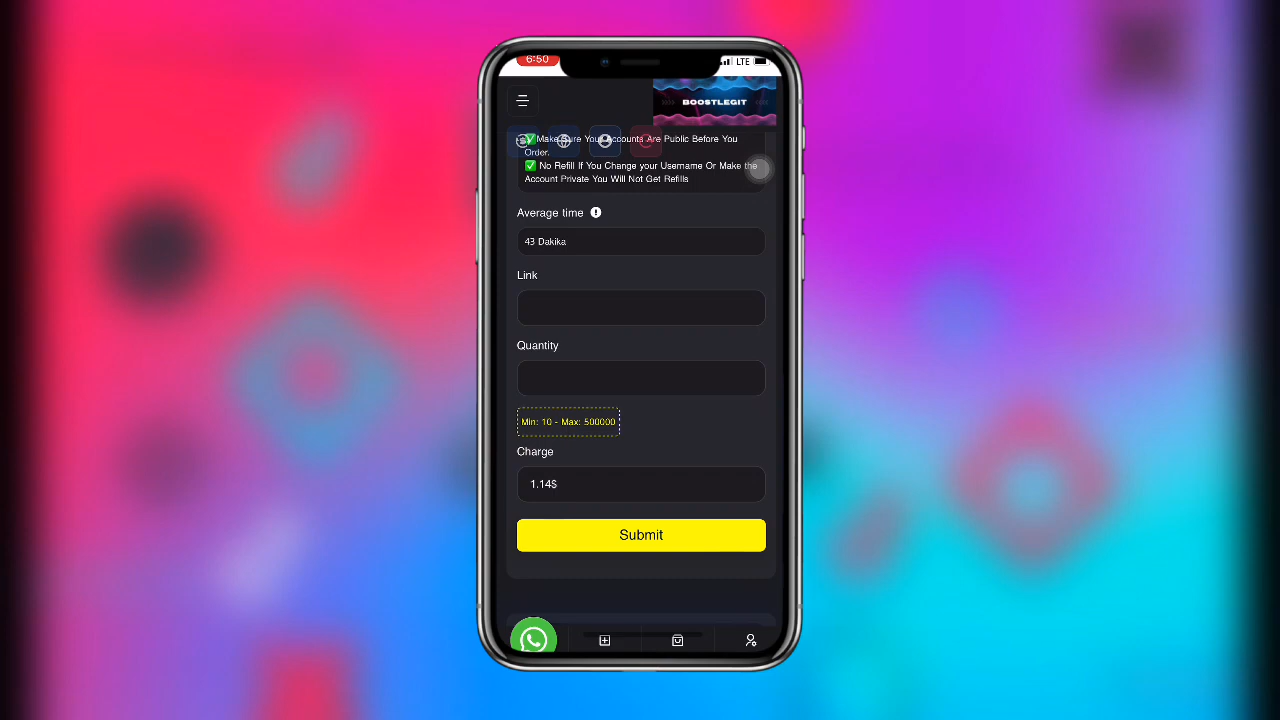 6:50
LTE
BOOSTLEGIT
✅ Make Sure Your Accounts Are Public Before You
Order.
✅ No Refill If You Change your Username Or Make the
Account Private You Will Not Get Refills
Average time
43 Dakika
Link
Quantity
Min: 10 - Max: 500000
Charge
1.14$
Submit